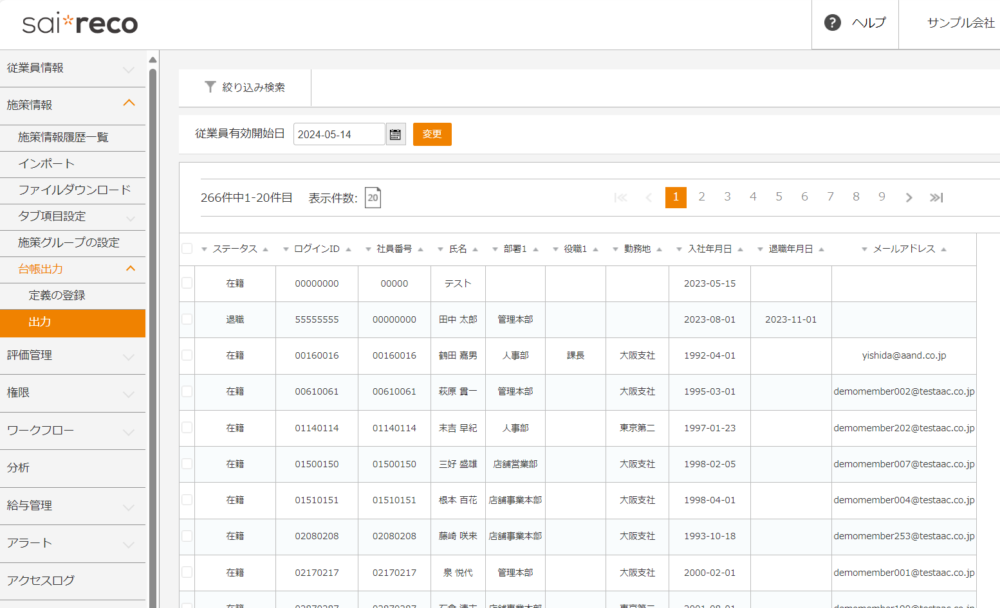 sai*reco
ヘルプ
サンプル会社
従業員情報
施策情報
施策情報履歴一覧
インポート
ファイルダウンロード
タブ項目設定
施策グループの設定
台帳出力
定義の登録
出力
評価管理
権限
ワークフロー
分析
給与管理
アラート
アクセスログ
絞り込み検索
従業員有効開始日 2024-05-14 変更
266件中1-20件目 表示件数: 20 1 2 3 4 5 6 7 8 9
ステータス ログインID 社員番号 氏名 部署1 役職1 勤務地 入社年月日 退職年月日 メールアドレス
在籍 00000000 00000 テスト 2023-05-15
退職 55555555 00000000 田中 太郎 管理本部 2023-08-01 2023-11-01
在籍 00160016 00160016 鶴田 嘉男 人事部 課長 大阪支社 1992-04-01 yishida@aand.co.jp
在籍 00610061 00610061 萩原 貫一 管理本部 大阪支社 1995-03-01 demomember002@testaac.co.jp
在籍 01140114 01140114 末吉 早紀 人事部 東京第二 1997-01-23 demomember202@testaac.co.jp
在籍 01500150 01500150 三好 盛雄 店舗営業部 大阪支社 1998-02-05 demomember007@testaac.co.jp
在籍 01510151 01510151 根本 百花 店舗事業本部 大阪支社 1998-04-01 demomember004@testaac.co.jp
在籍 02080208 02080208 藤崎 咲来 店舗事業本部 大阪支社 1993-10-18 demomember253@testaac.co.jp
在籍 02170217 02170217 泉 悦代 管理本部 大阪支社 2000-02-01 demomember001@testaac.co.jp